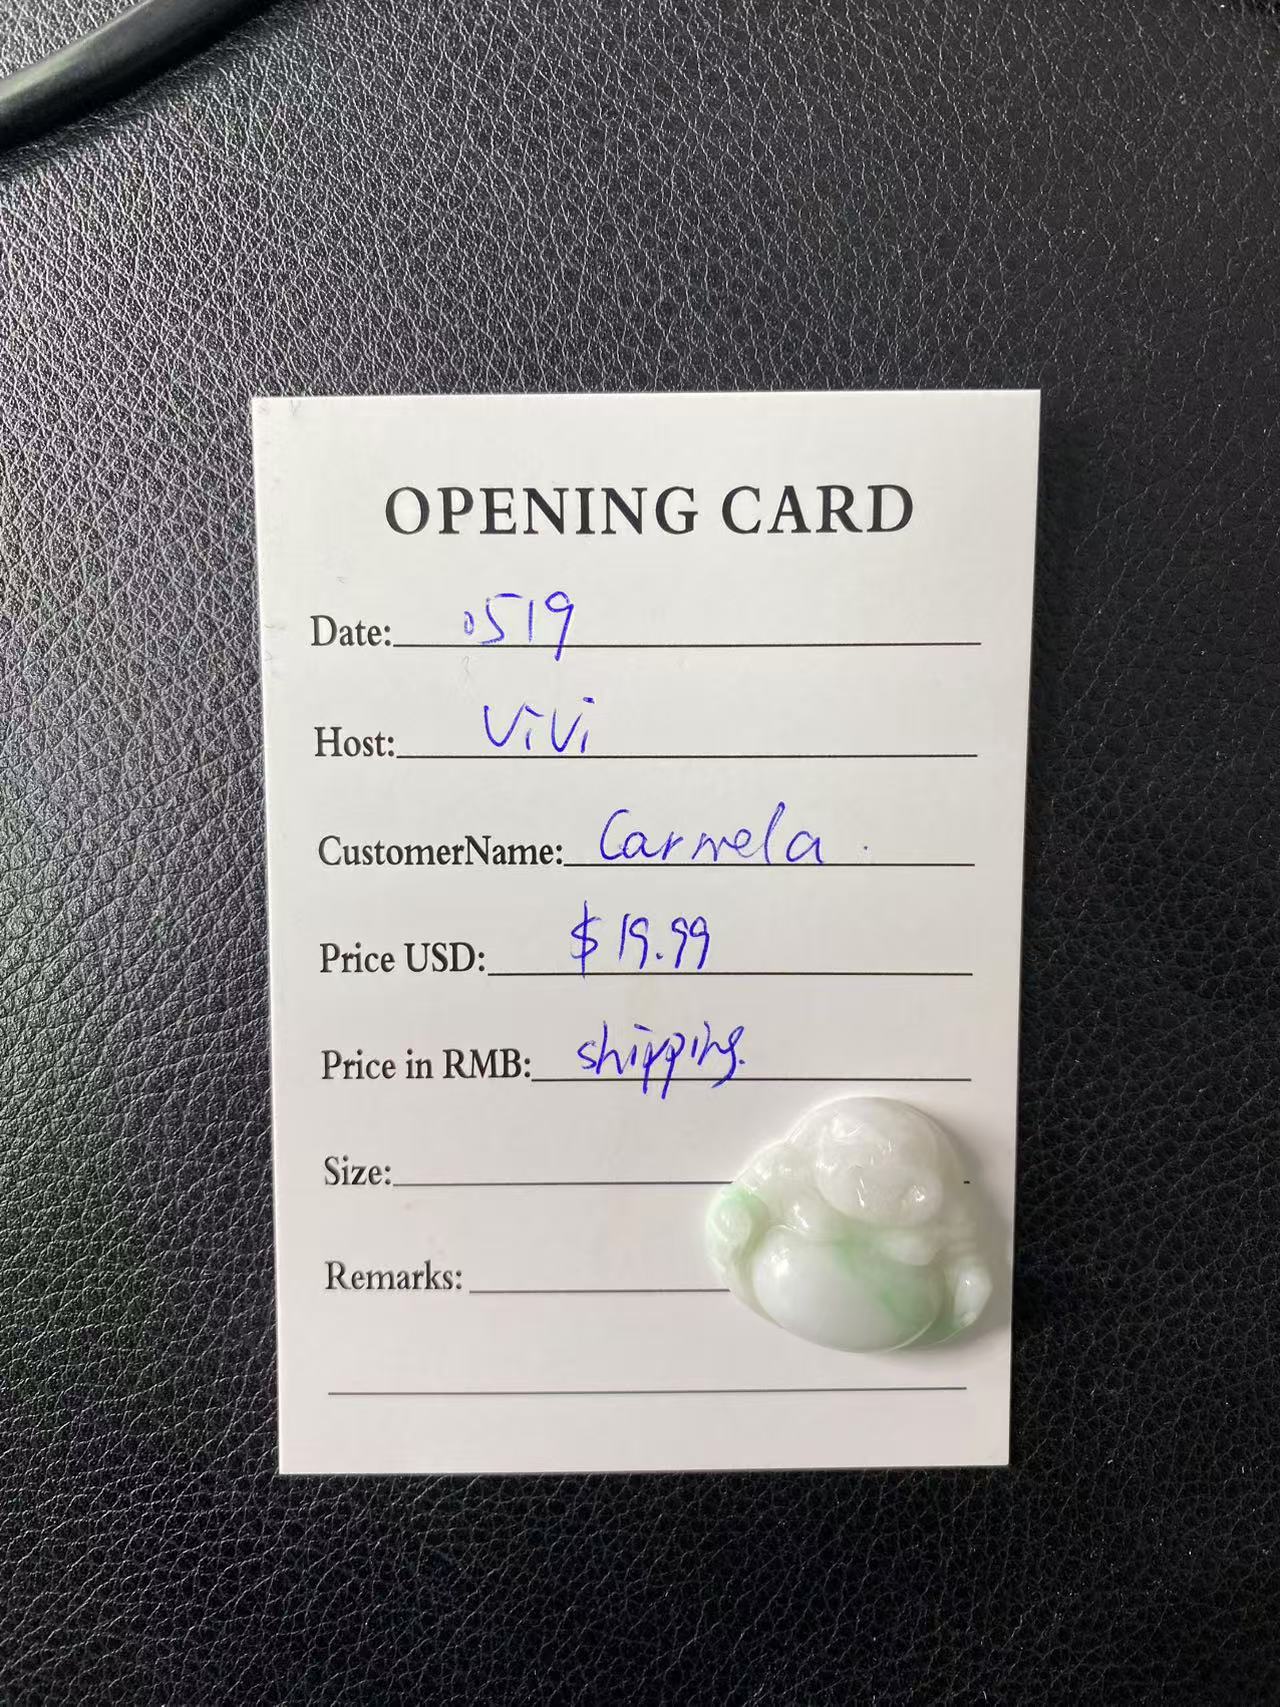 OPENING CARD
Date: 0519
Host: ViVi
CustomerName: Carmela
Price USD: $19.99
Price in RMB: shipping.
Size:
Remarks: